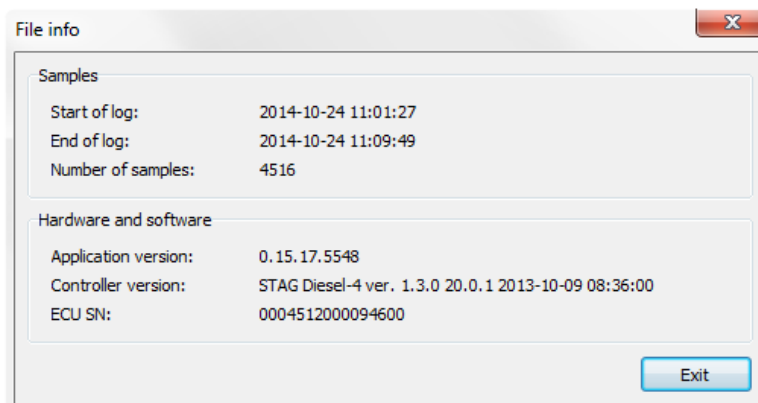 File info
X
Samples
Start of log: 2014-10-24 11:01:27
End of log: 2014-10-24 11:09:49
Number of samples: 4516
Hardware and software
Application version: 0.15.17.5548
Controller version: STAG Diesel-4 ver. 1.3.0 20.0.1 2013-10-09 08:36:00
ECU SN: 0004512000094600
Exit